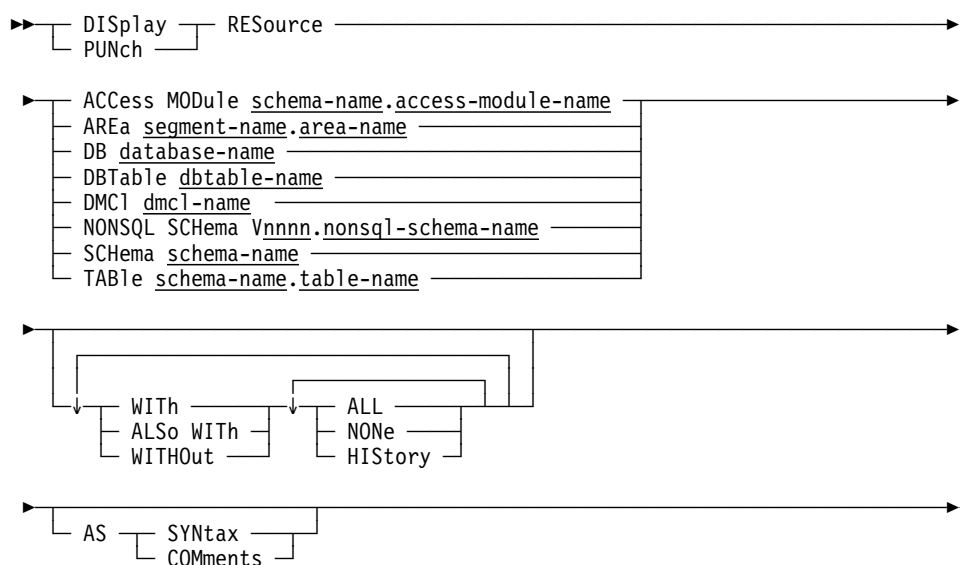 DISplay RESource
PUNch
ACCess MODule schema-name.access-module-name
AREa segment-name.area-name
DB database-name
DBTable dbtable-name
DMCl dmcl-name
NONSQL SCHema Vnnnn.nonsql-schema-name
SCHema schema-name
TABle schema-name.table-name
WITh ALL
ALSo WITh NONe
WITHOut HIStory
AS SYNtax
COMments